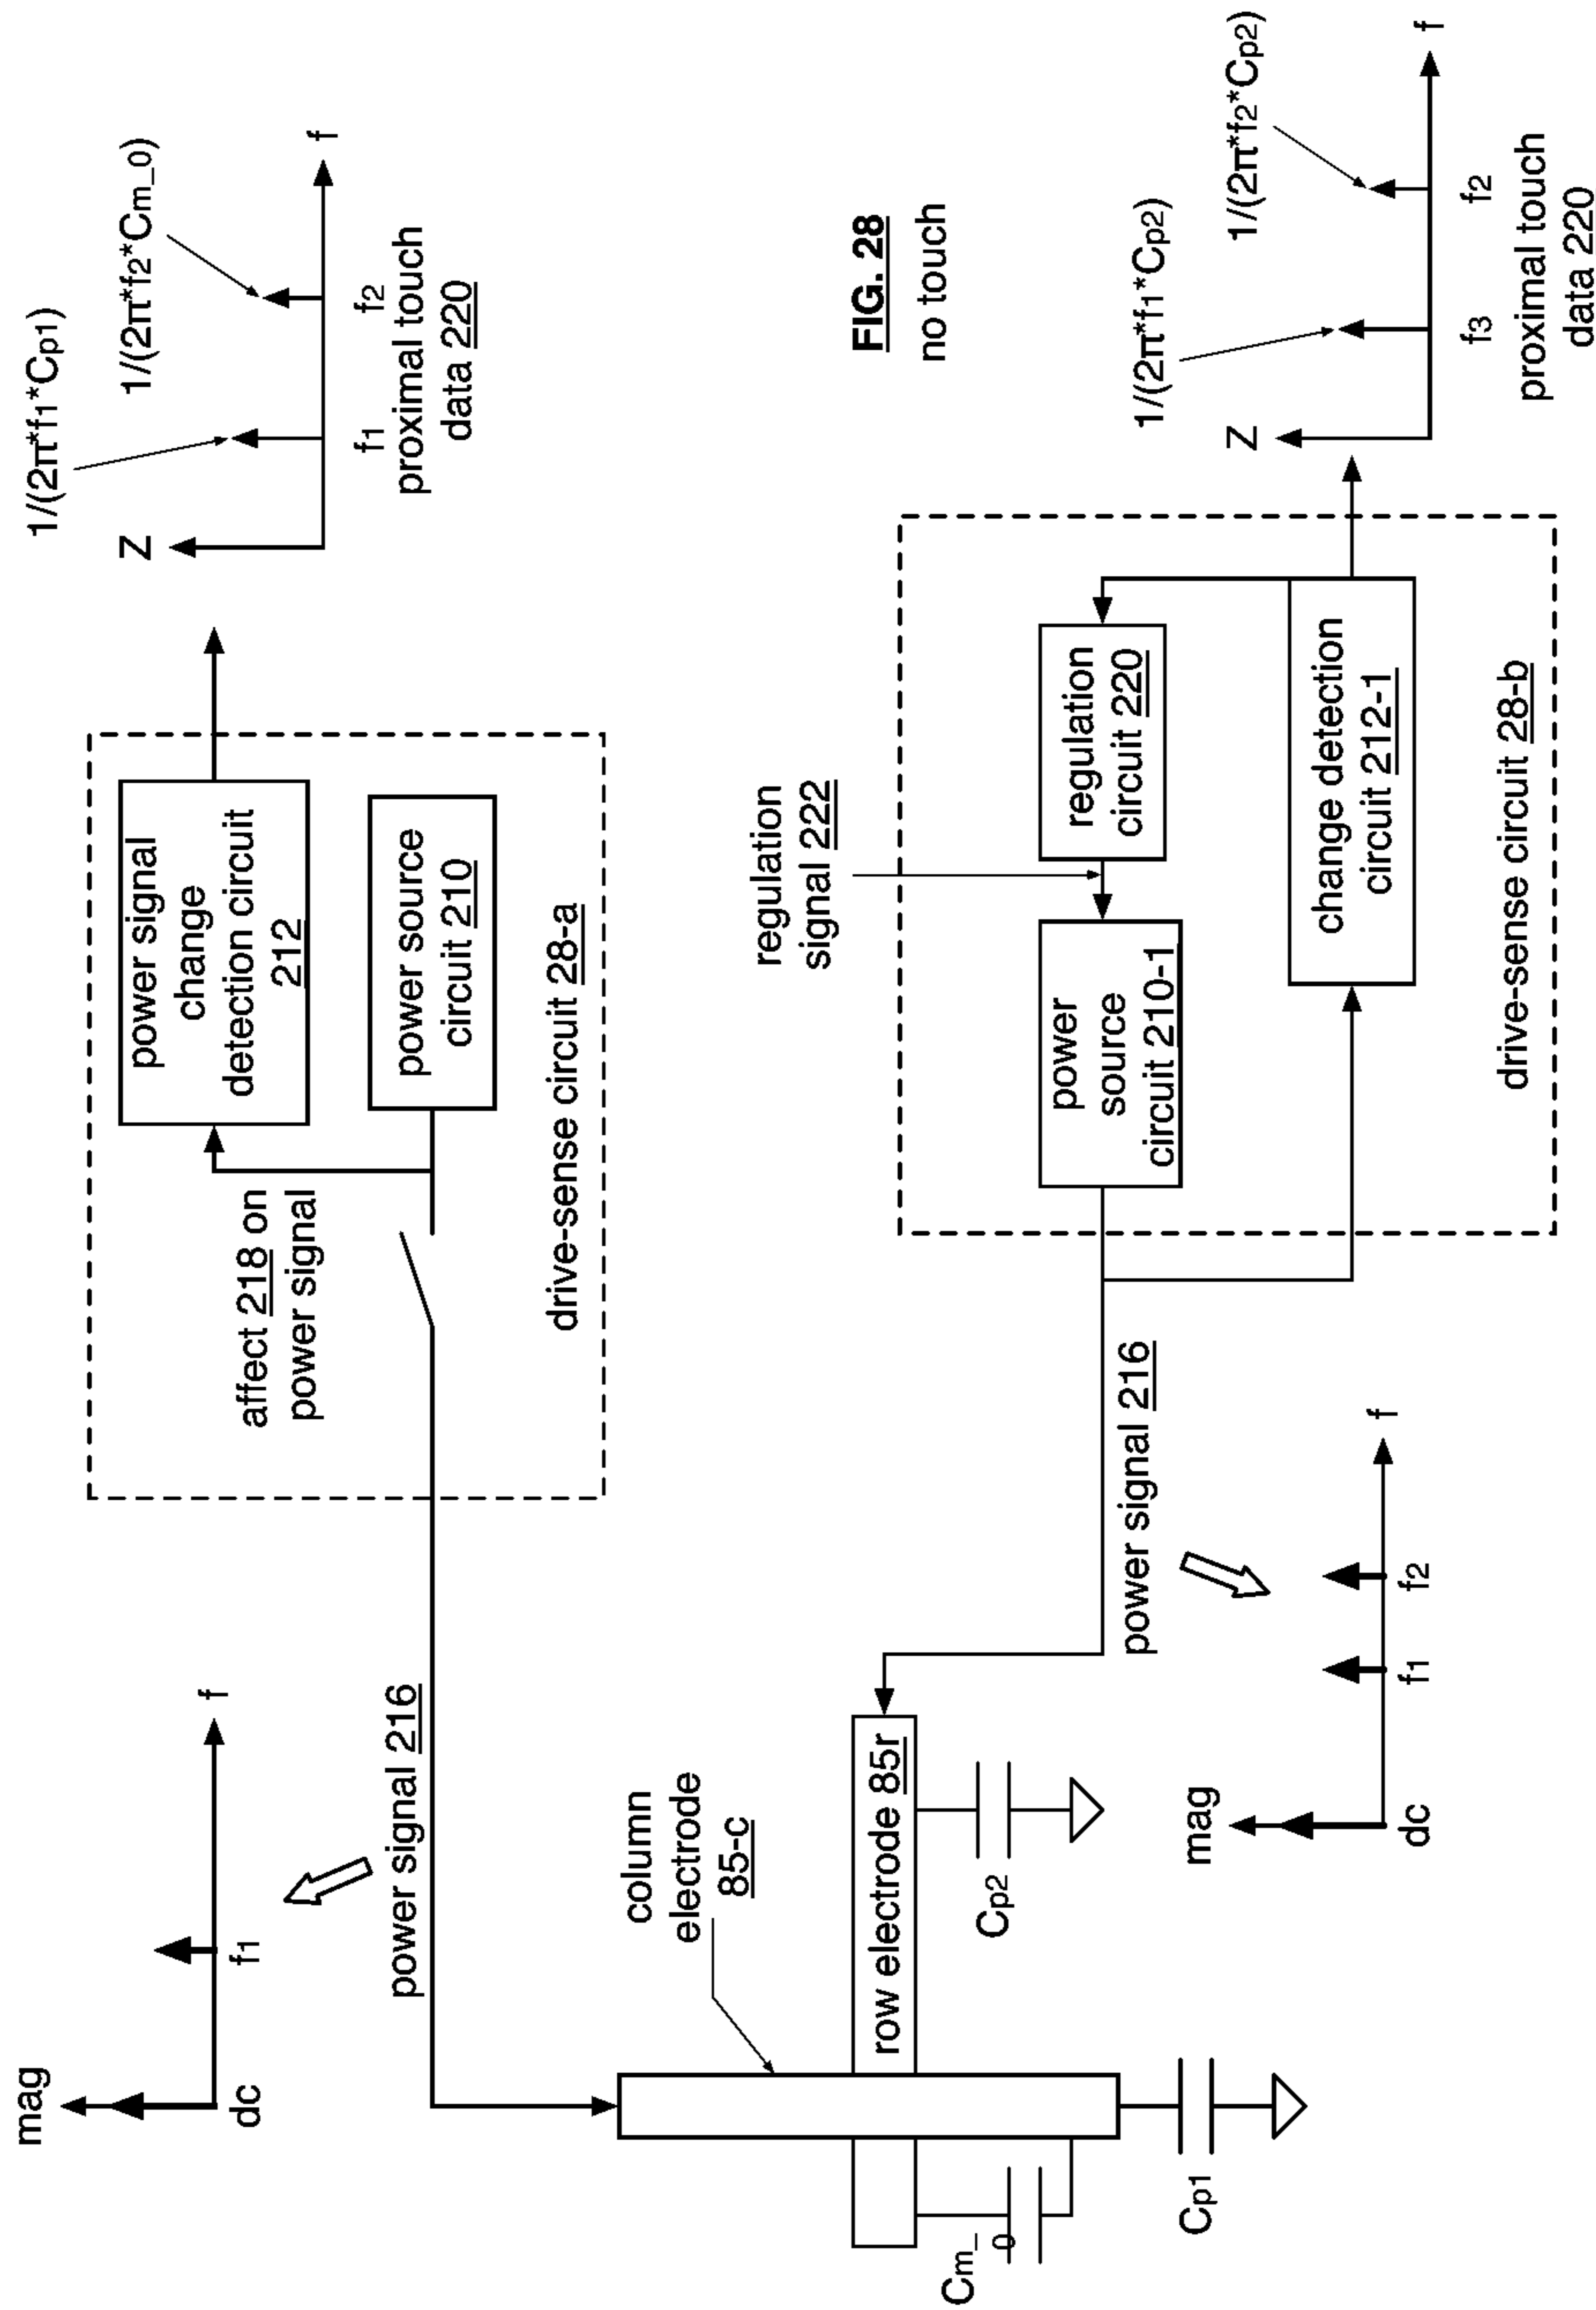 mag
dc
f1
f
power signal 216
affect 218 on
power signal
power signal
change
detection circuit
212
power source
circuit 210
drive-sense circuit 28-a
Z
1/(2π*f1*Cp1)
1/(2π*f2*Cm_0)
f
f1
f2
proximal touch
data 220
column
electrode
85-c
row electrode 85r
Cm_
0
Cp1
Cp2
mag
dc
f1
f2
f
power signal 216
regulation
signal 222
power
source
circuit 210-1
regulation
circuit 220
change detection
circuit 212-1
drive-sense circuit 28-b
FIG. 28
no touch
Z
1/(2π*f1*Cp2)
1/(2π*f2*Cp2)
f
f3
f2
proximal touch
data 220